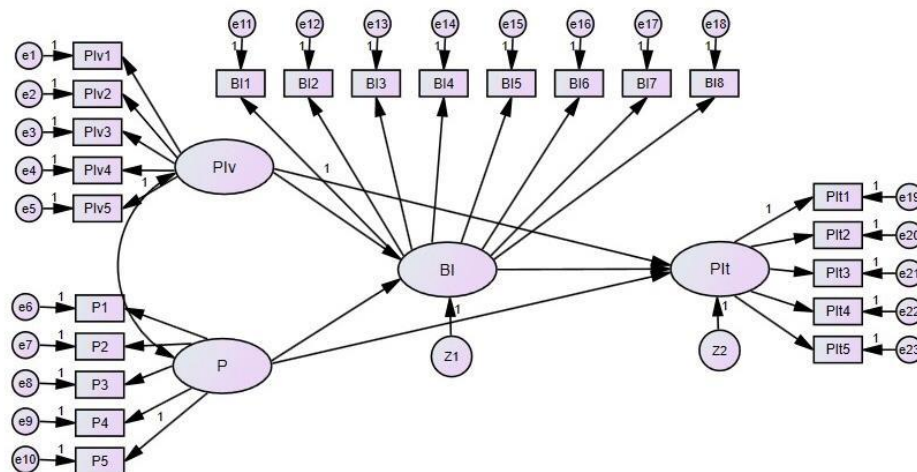 e11 e12 e13 e14 e15 e16 e17 e18
1 1 1 1 1 1 1 1
BI1 BI2 BI3 BI4 BI5 BI6 BI7 BI8
e1 1 PIv1
e2 1 PIv2
e3 1 PIv3
e4 1 PIv4
e5 1 PIv5
1
PIv
1
BI
1
Z1
PIt
1
Z2
1
PIt1 1 e19
PIt2 1 e20
PIt3 1 e21
PIt4 1 e22
PIt5 1 e23
e6 1 P1
e7 1 P2
e8 1 P3
e9 1 P4
e10 1 P5
1
P